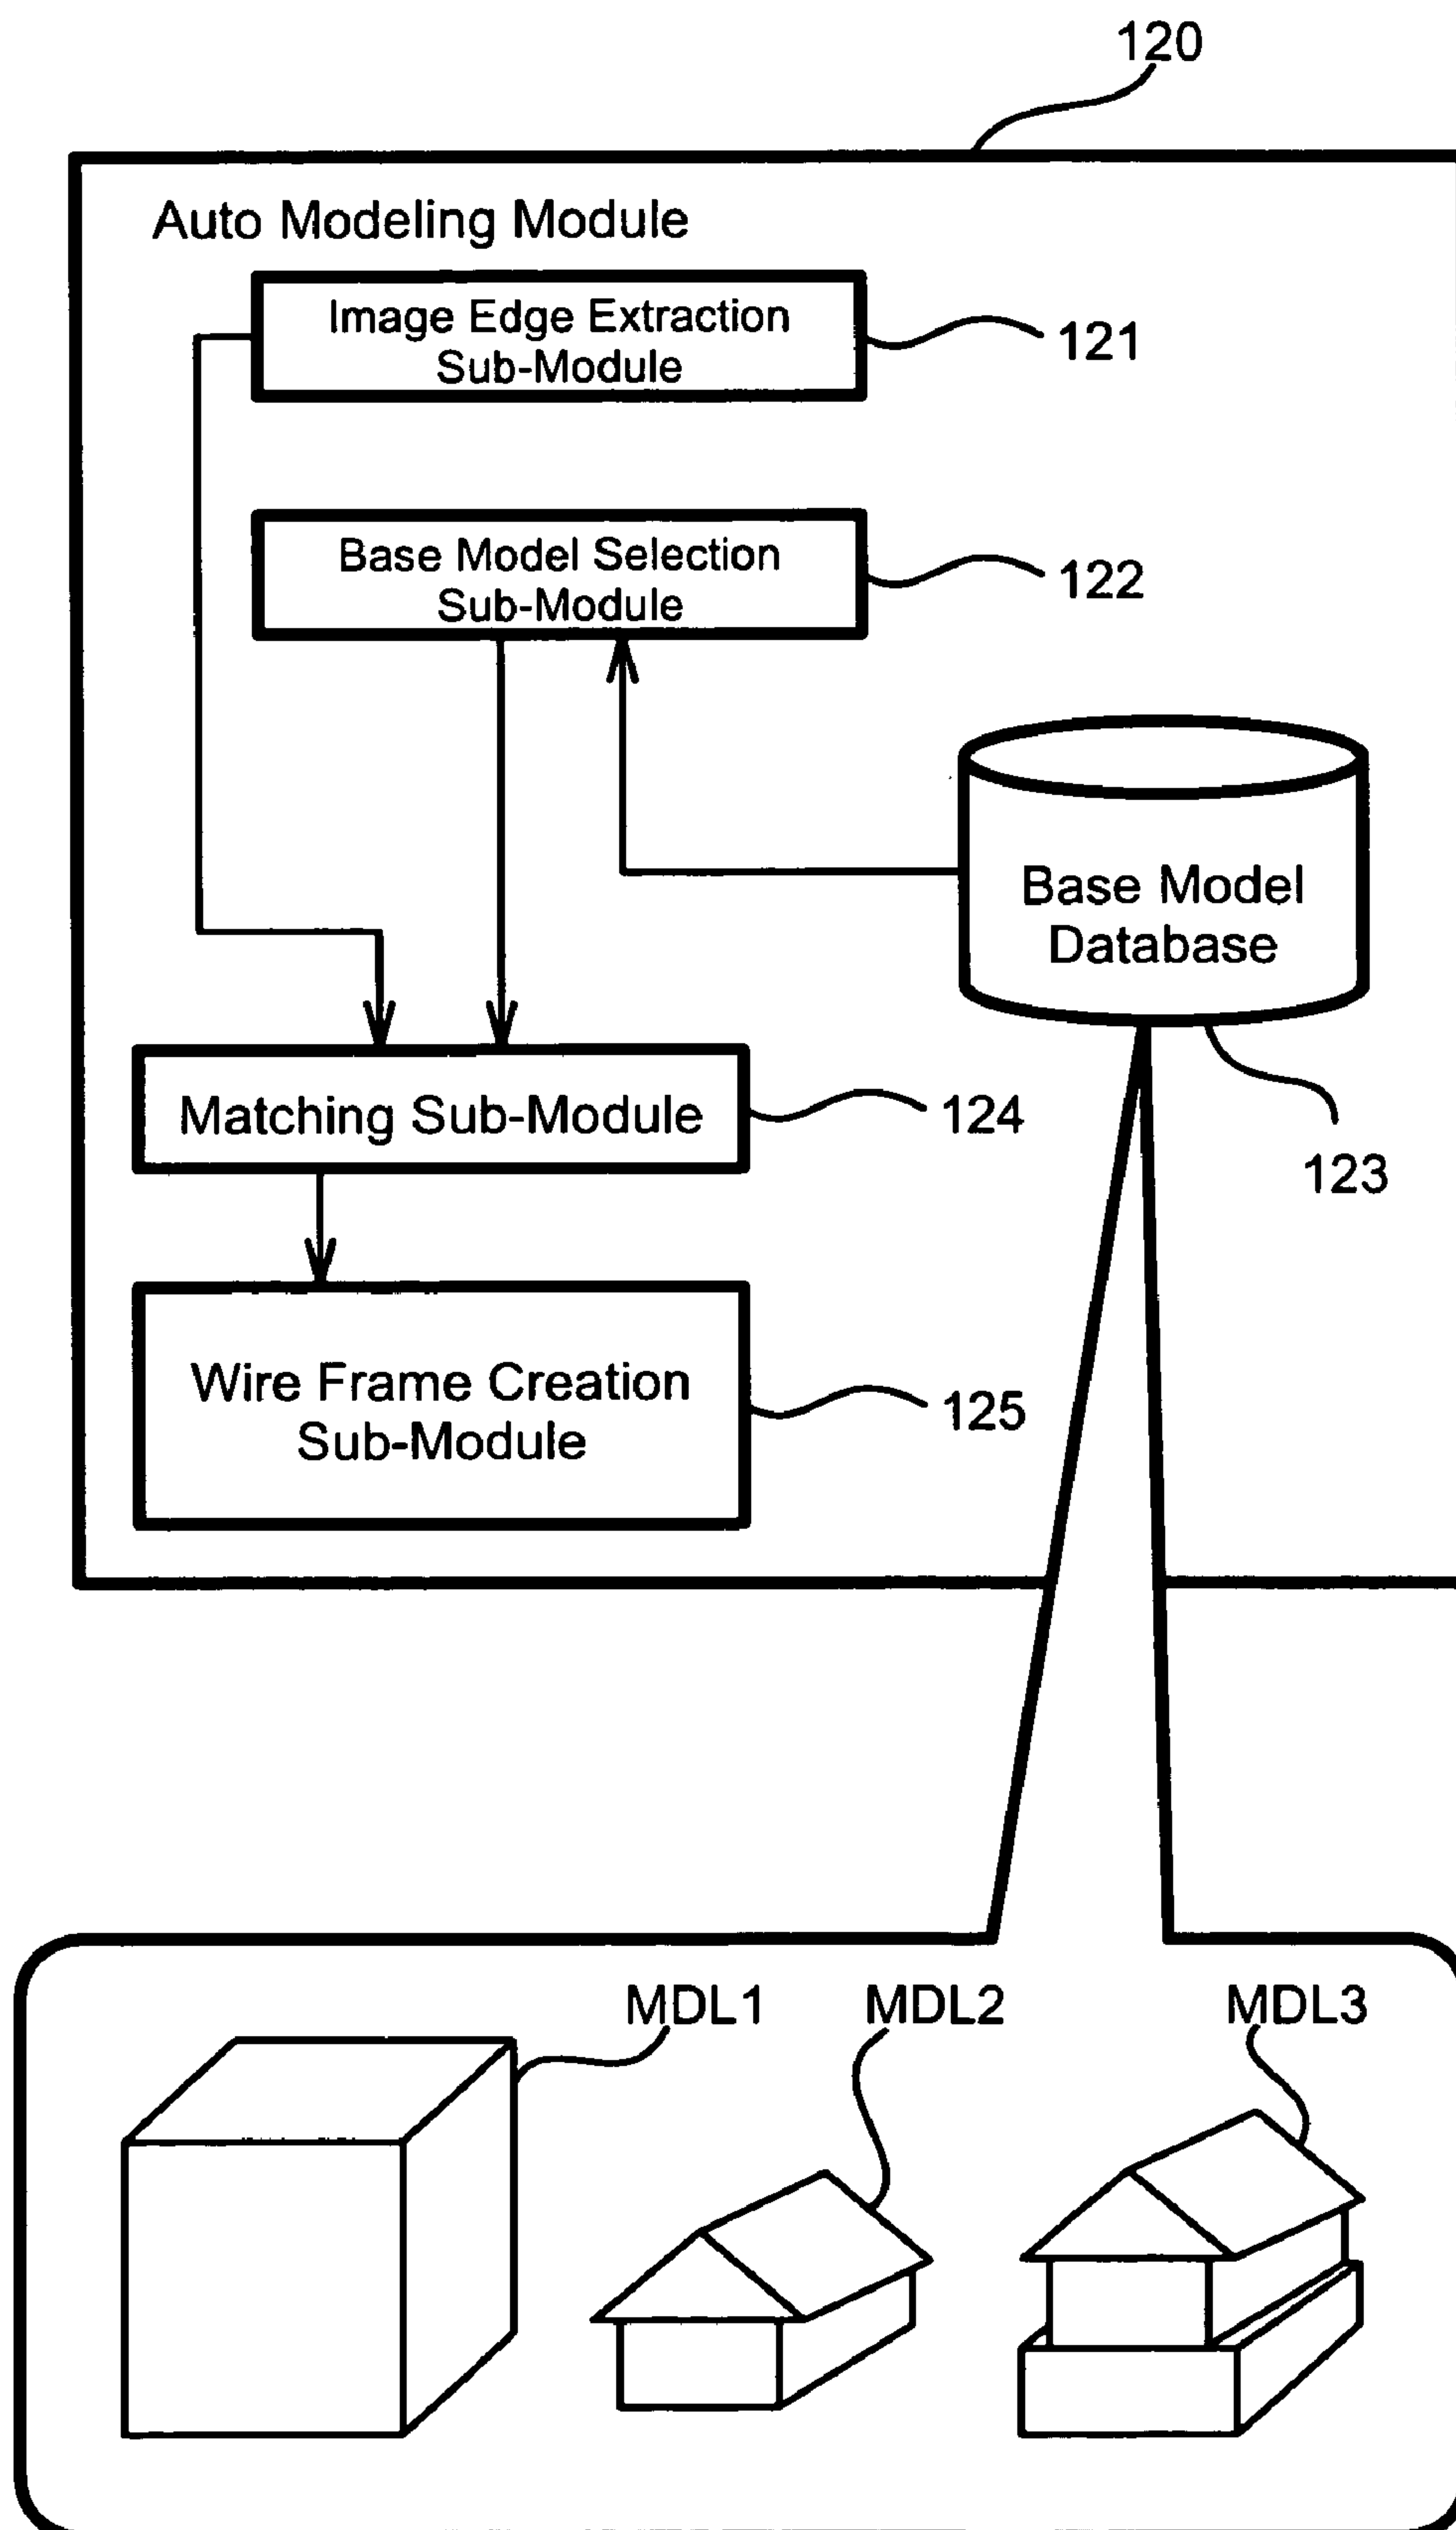 120
Auto Modeling Module
Image Edge Extraction
Sub-Module
121
Base Model Selection
Sub-Module
122
Base Model
Database
123
Matching Sub-Module
124
Wire Frame Creation
Sub-Module
125
MDL1
MDL2
MDL3